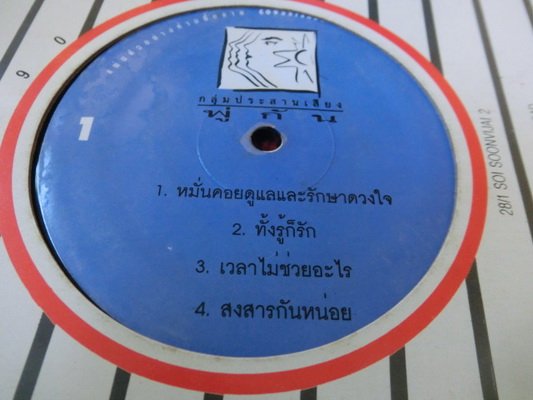 กลุ่มประสานเสียง
พู่กัน
1
1. หมั่นคอยดูแลและรักษาดวงใจ
2. ทั้งรู้ก็รัก
3. เวลาไม่ช่วยอะไร
4. สงสารกันหน่อย
28/1 SOI SOONVIJAI 2
90